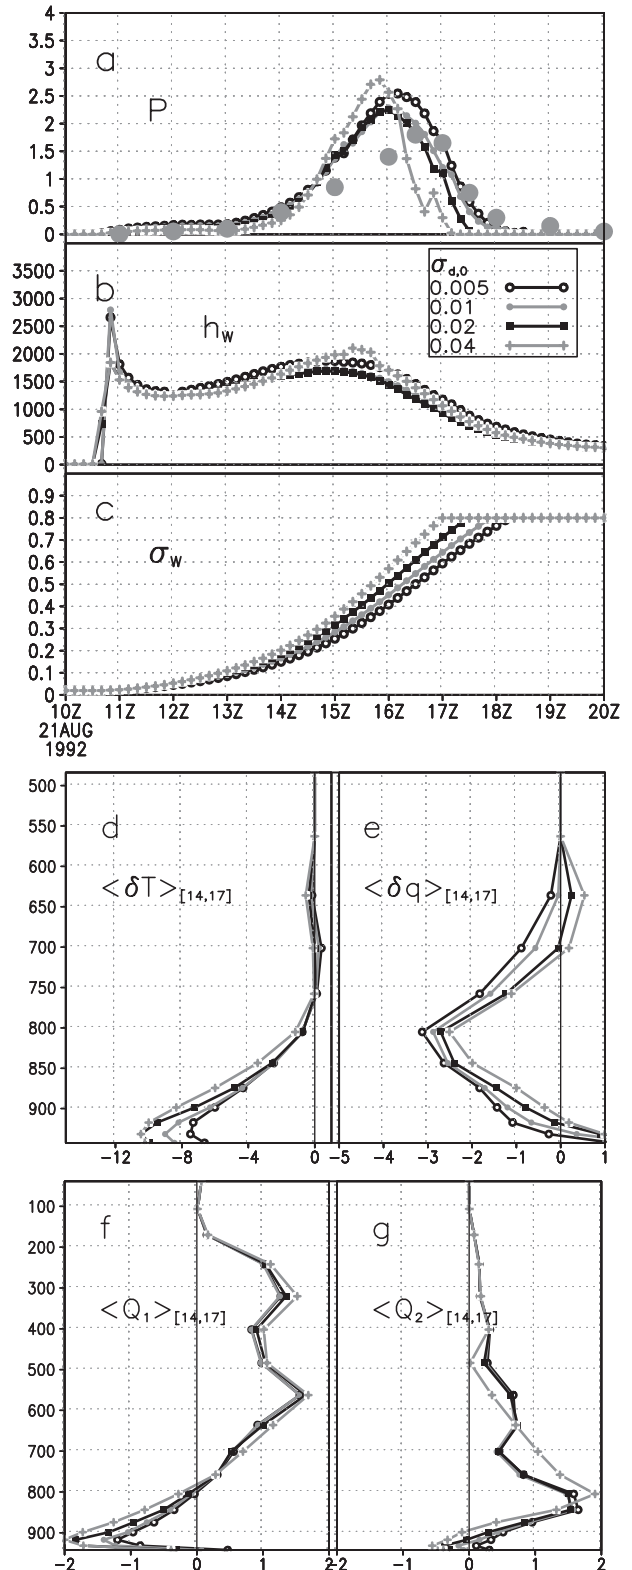 4
3.5
a
3
2.5
P
2
1.5
1
0.5
0
3500
b
3000
h_W
2500
2000
1500
1000
500
0
σ_d,0
0.005
0.01
0.02
0.04
0.9
c
0.8
0.7
σ_W
0.6
0.5
0.4
0.3
0.2
0.1
0
10Z 11Z 12Z 13Z 14Z 15Z 16Z 17Z 18Z 19Z 20Z
21AUG
1992
500
550
600
650
700
750
800
850
900
d
<δT>[14,17]
-12 -8 -4 0
e
<δq>[14,17]
-5 -4 -3 -2 -1 0 1
100
200
300
400
500
600
700
800
900
f
<Q₁>[14,17]
-2 -1 0 1 2
g
<Q₂>[14,17]
-2 -1 0 1 2